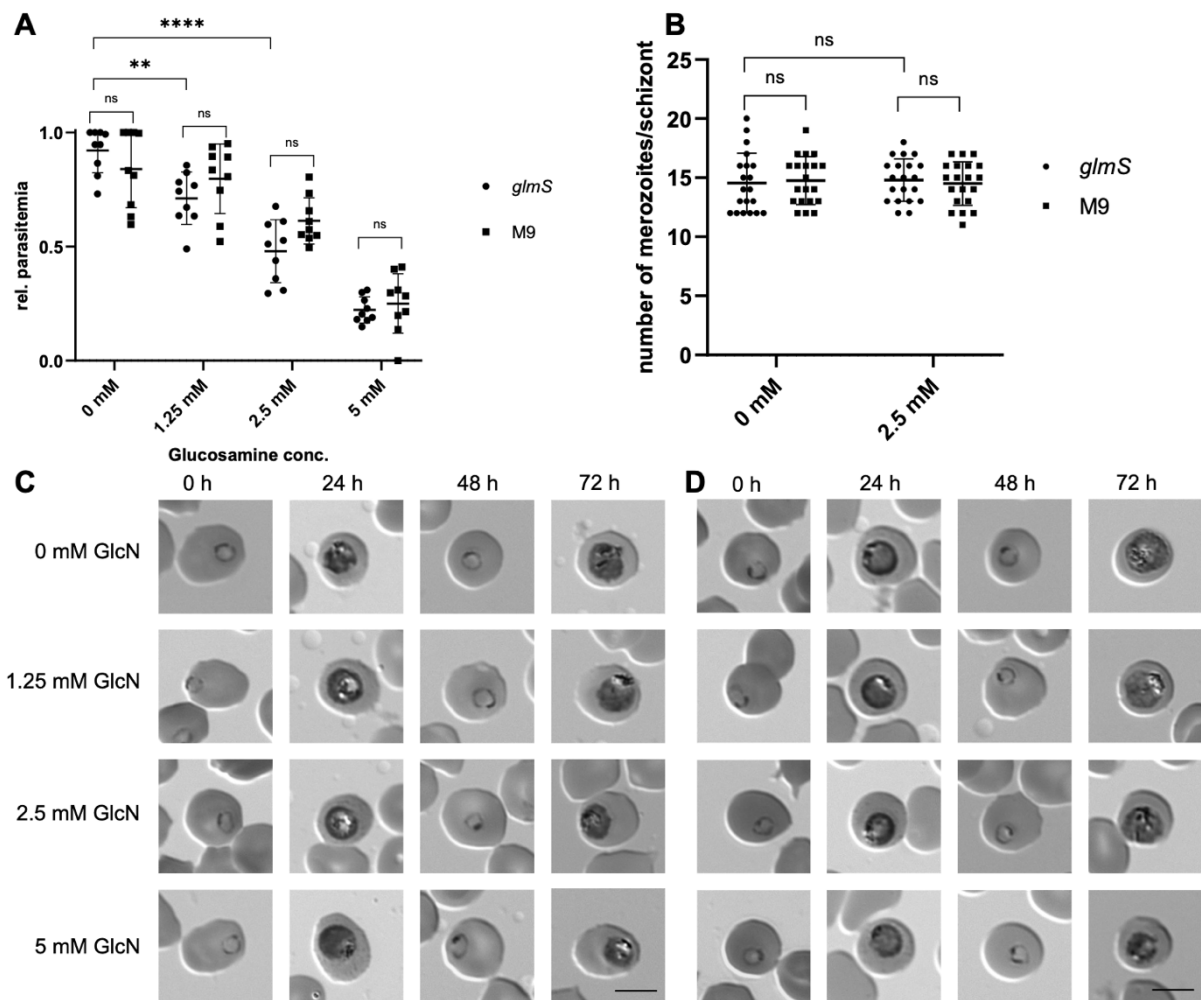 A
****
**
ns
ns
ns
ns
1.0
0.5
0.0
rel. parasitemia
0 mM
1.25 mM
2.5 mM
5 mM
Glucosamine conc.
glmS
M9
B
ns
ns
ns
25
20
15
10
5
0
number of merozoites/schizont
0 mM
2.5 mM
glmS
M9
C
0 h 24 h 48 h 72 h
D
0 h 24 h 48 h 72 h
0 mM GlcN
1.25 mM GlcN
2.5 mM GlcN
5 mM GlcN